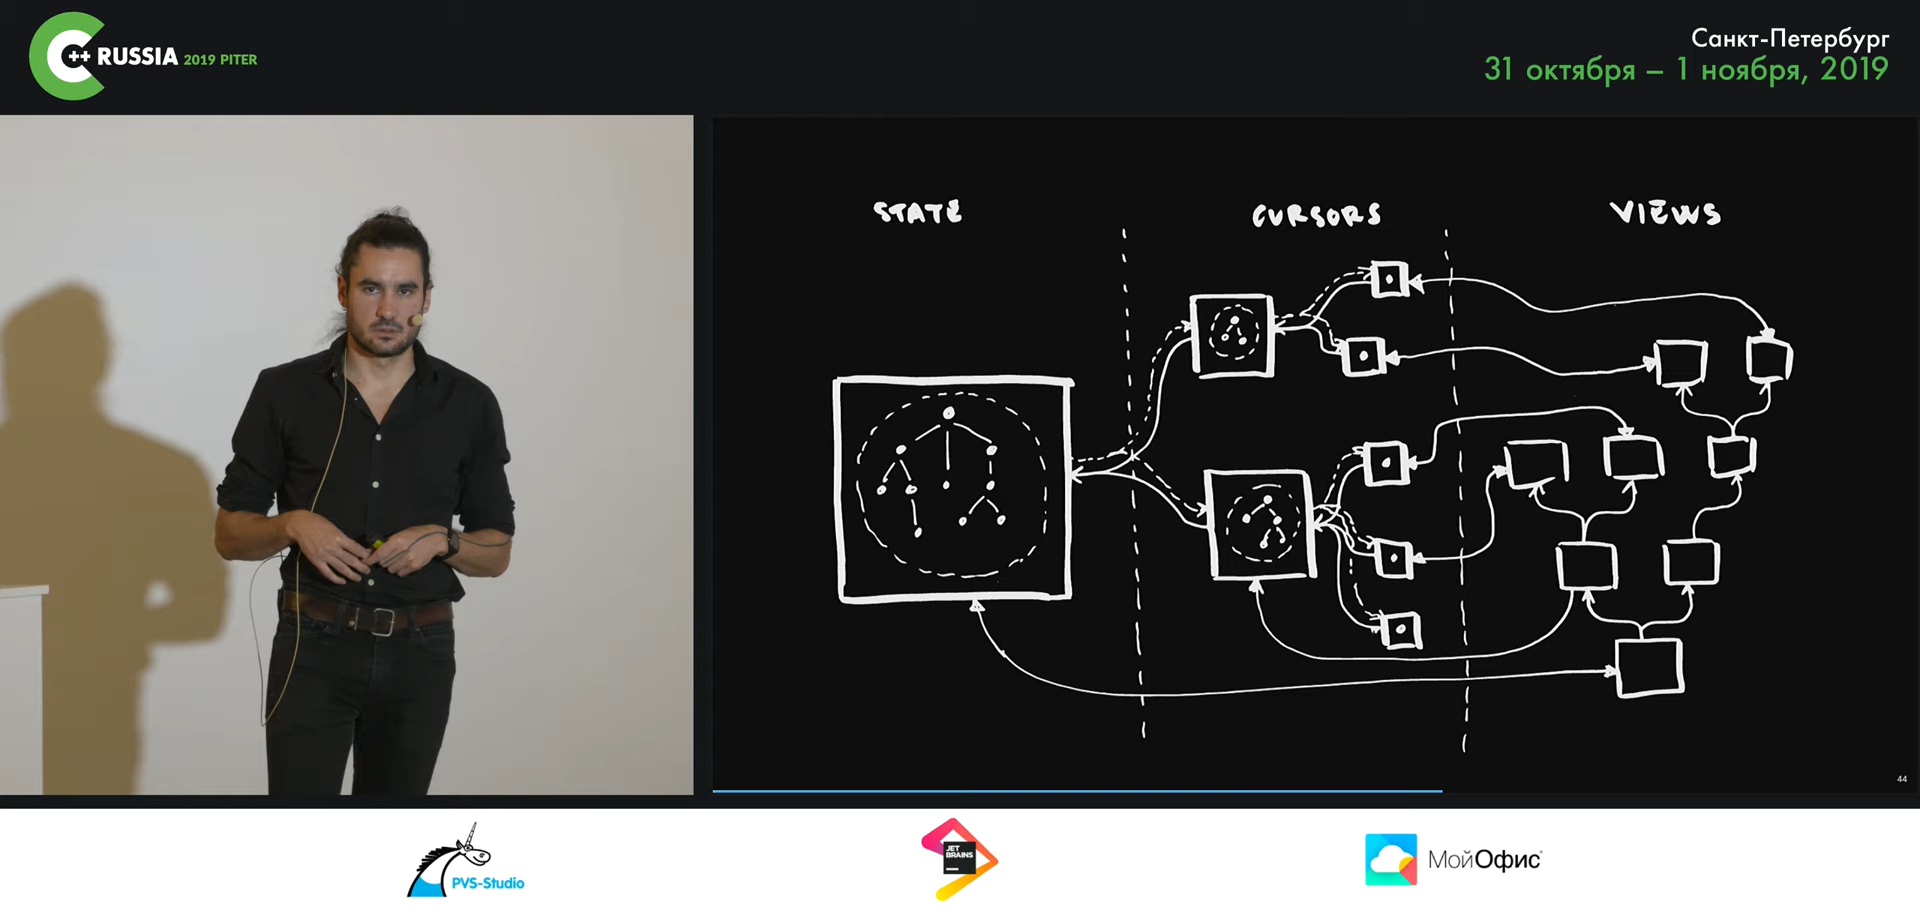 C++ RUSSIA 2019 PITER
Санкт-Петербург
31 октября – 1 ноября, 2019
STATE
CURSORS
VIEWS
44
PVS-Studio
JET
BRAINS
МойОфис